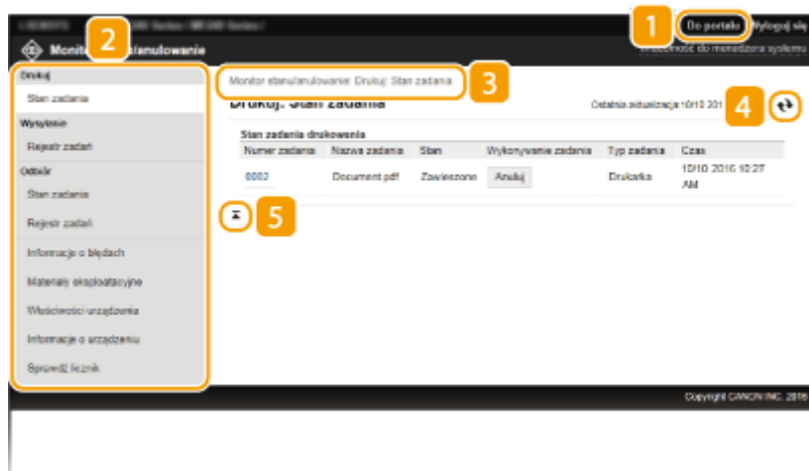 1
Do portalu Wyloguj się
2
Wiadomość do menedżera systemu
Drukuj
Stan zadania
Wysyłanie
Rejestr zadań
Odbiór
Stan zadania
Rejestr zadań
Informacje o błędach
Materiały eksploatacyjne
Właściwości urządzenia
Informacje o urządzeniu
Sprawdź licznik
Monitor stanu/anulowanie: Drukuj: Stan zadania
3
Drukuj: Stan zadania
Ostatnia aktualizacja:10/10 201
4
Stan zadania drukowania
Numer zadania Nazwa zadania Stan Wykonywanie zadania Typ zadania Czas
0002 Document.pdf Zawieszone Anuluj Drukarka 10/10 2016 10:27 AM
5
Copyright CANON INC. 2016